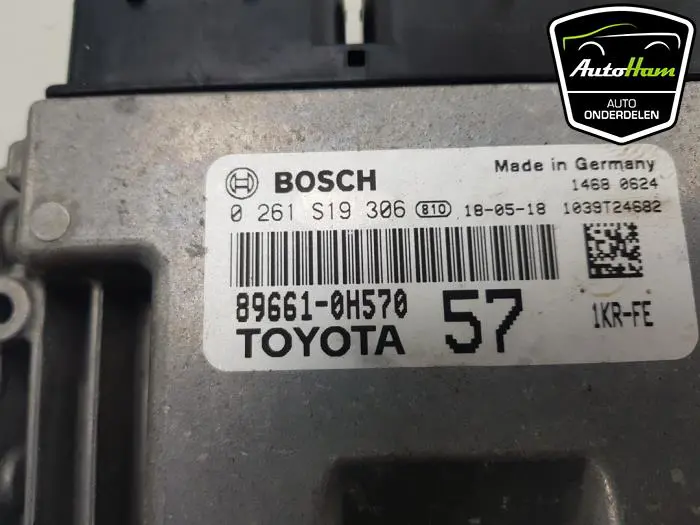 AutoHam
AUTO
ONDERDELEN
BOSCH
Made in Germany
1468 0624
0 261 S19 306 810 18-05-18 1039T24682
89661-0H570
TOYOTA
57
1KR-FE